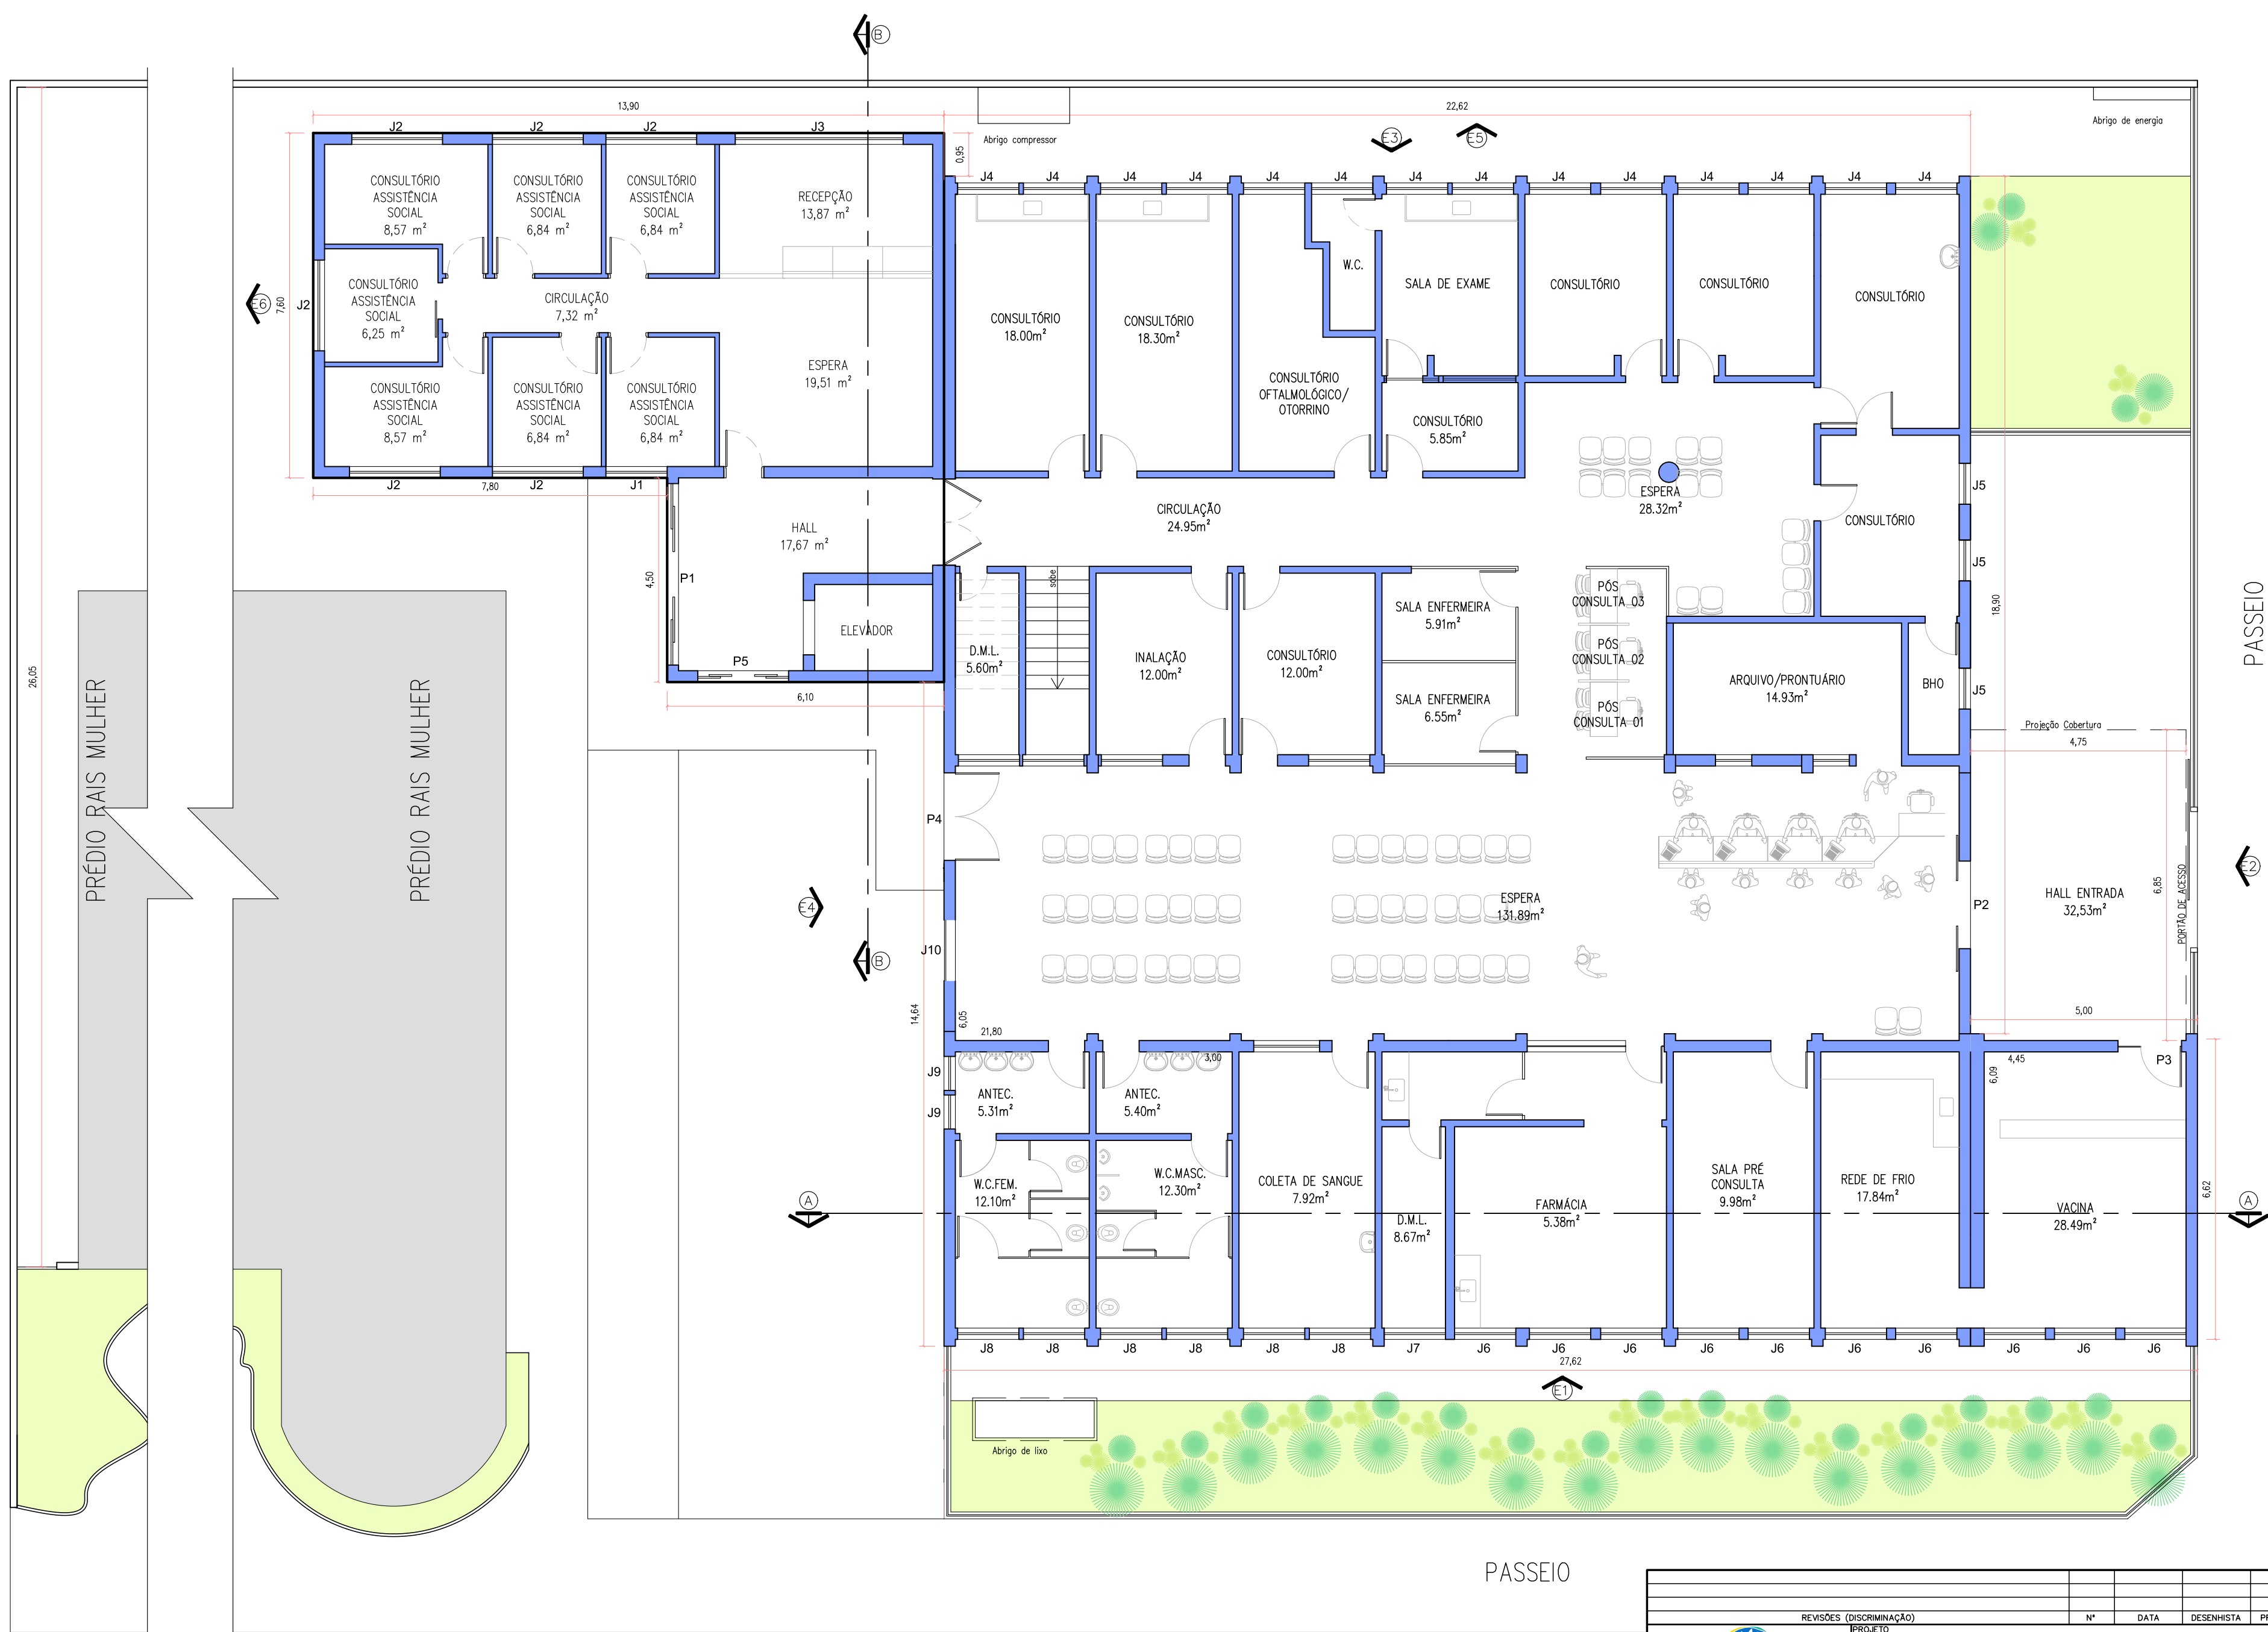 B
13,90
22,62
Abrigo compressor
E3
E5
Abrigo de energia
0,95
J2
J2
J2
J3
J4
J4
J4
J4
J4
J4
J4
J4
J4
J4
J4
J4
J4
J4
CONSULTÓRIO
ASSISTÊNCIA
SOCIAL
8,57 m²
CONSULTÓRIO
ASSISTÊNCIA
SOCIAL
6,84 m²
CONSULTÓRIO
ASSISTÊNCIA
SOCIAL
6,84 m²
RECEPÇÃO
13,87 m²
E6
7,60
J2
CONSULTÓRIO
ASSISTÊNCIA
SOCIAL
6,25 m²
CIRCULAÇÃO
7,32 m²
ESPERA
19,51 m²
CONSULTÓRIO
ASSISTÊNCIA
SOCIAL
8,57 m²
CONSULTÓRIO
ASSISTÊNCIA
SOCIAL
6,84 m²
CONSULTÓRIO
ASSISTÊNCIA
SOCIAL
6,84 m²
J2
7,80
J2
J1
CONSULTÓRIO
18.00m²
CONSULTÓRIO
18.30m²
W.C.
CONSULTÓRIO
OFTALMOLÓGICO/
OTORRINO
SALA DE EXAME
CONSULTÓRIO
5.85m²
CONSULTÓRIO
CONSULTÓRIO
CONSULTÓRIO
HALL
17,67 m²
4,50
P1
P5
ELEVADOR
6,10
CIRCULAÇÃO
24.95m²
ESPERA
28.32m²
CONSULTÓRIO
J5
J5
J5
18,90
D.M.L.
5.60m²
sobe
INALAÇÃO
12.00m²
CONSULTÓRIO
12.00m²
SALA ENFERMEIRA
5.91m²
SALA ENFERMEIRA
6.55m²
PÓS
CONSULTA 03
PÓS
CONSULTA 02
PÓS
CONSULTA 01
ARQUIVO/PRONTUÁRIO
14.93m²
BHO
Projeção Cobertura
4,75
PASSEIO
26,05
PRÉDIO RAIS MULHER
PRÉDIO RAIS MULHER
P4
E4
J10
B
14,64
6,05
21,80
ESPERA
131.89m²
P2
HALL ENTRADA
32,53m²
6,85
PORTÃO DE ACESSO
E2
5,00
J9
J9
ANTEC.
5.31m²
ANTEC.
5.40m²
3,00
4,45
6,09
P3
W.C.FEM.
12.10m²
W.C.MASC.
12.30m²
COLETA DE SANGUE
7.92m²
D.M.L.
8.67m²
FARMÁCIA
5.38m²
SALA PRÉ
CONSULTA
9.98m²
REDE DE FRIO
17.84m²
VACINA
28.49m²
6,62
A
A
J8
J8
J8
J8
J8
J8
J7
J6
J6
J6
J6
J6
J6
J6
J6
J6
J6
27,62
E1
Abrigo de lixo
PASSEIO
REVISÕES (DISCRIMINAÇÃO)
N°
DATA
DESENHISTA
PROJETO